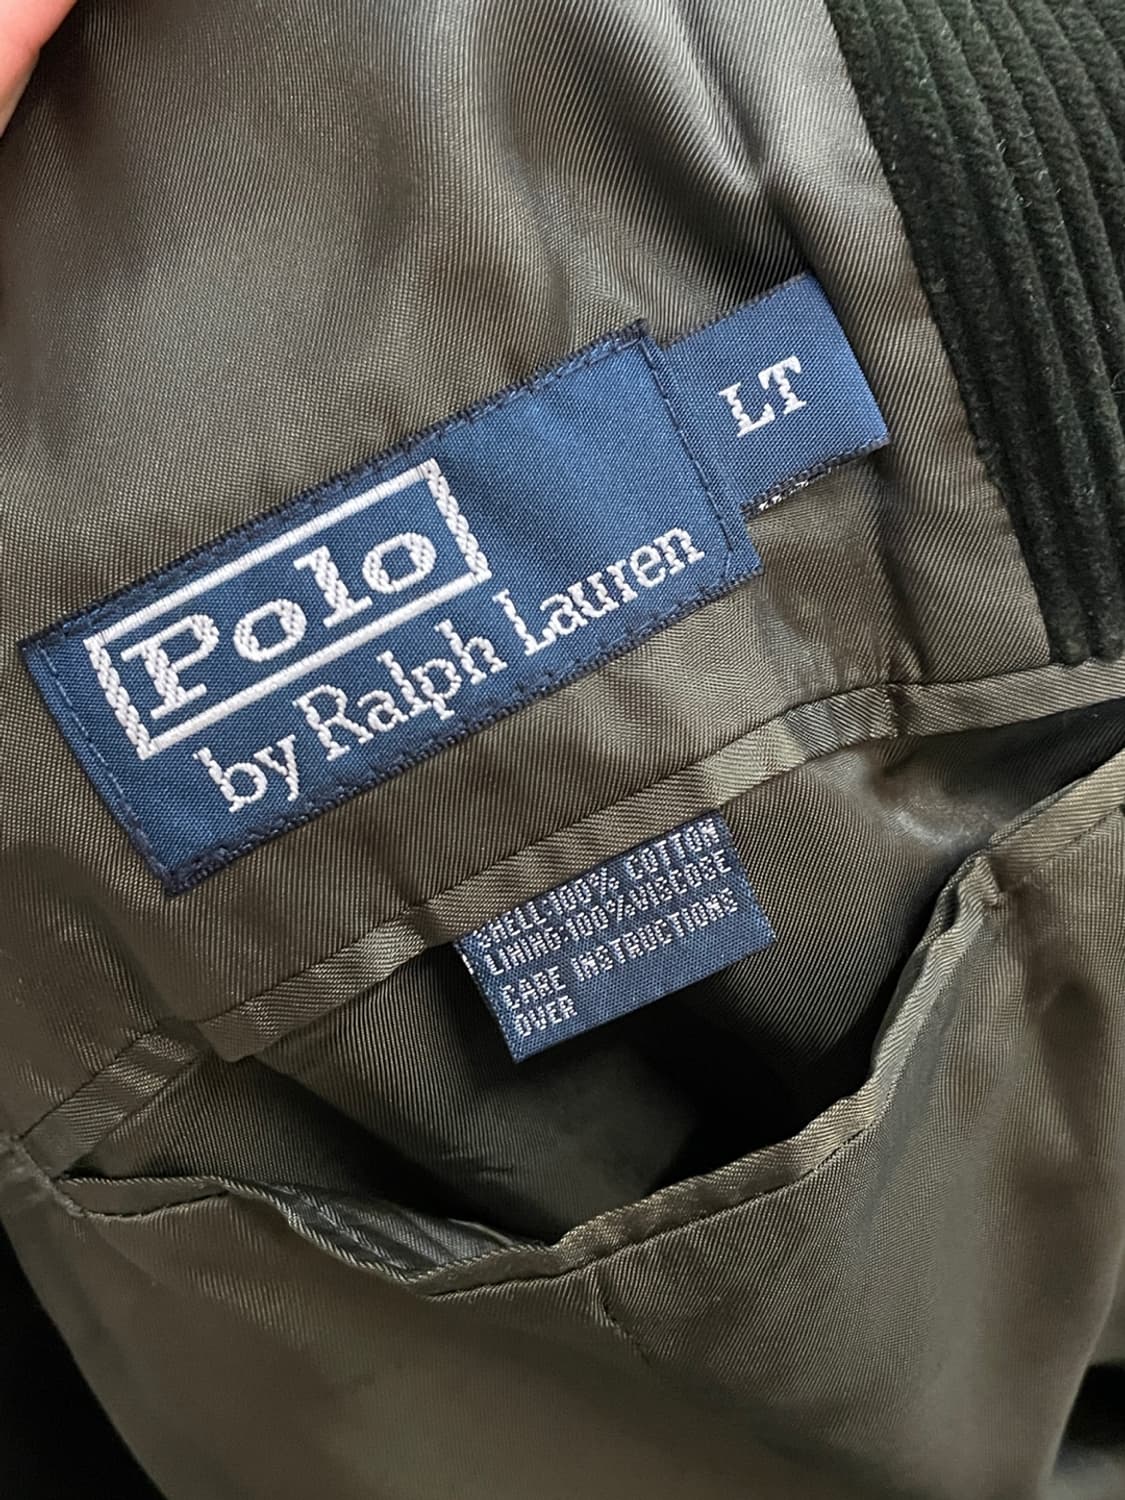 LT
Polo
by Ralph Lauren
SHELL:100% COTTON
LINING:100%VISCOSE
CARE INSTRUCTIONS
OVER